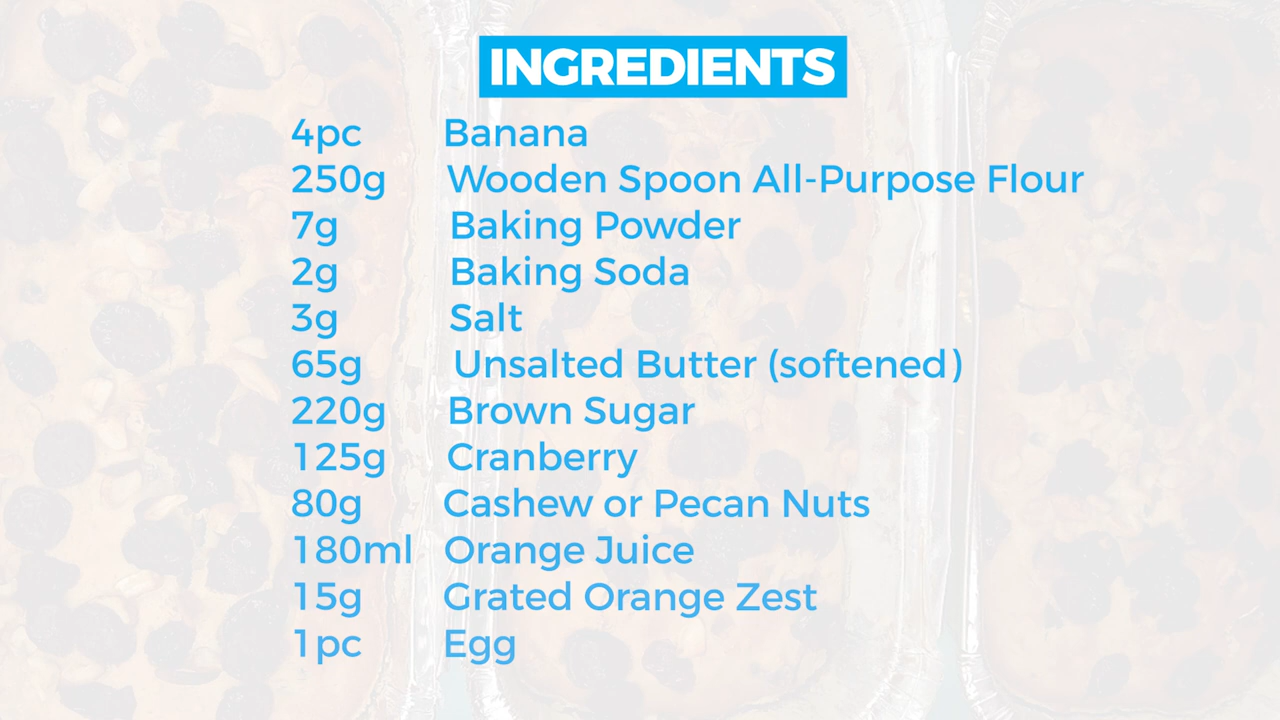 INGREDIENTS
4pc Banana
250g Wooden Spoon All-Purpose Flour
7g Baking Powder
2g Baking Soda
3g Salt
65g Unsalted Butter (softened)
220g Brown Sugar
125g Cranberry
80g Cashew or Pecan Nuts
180ml Orange Juice
15g Grated Orange Zest
1pc Egg